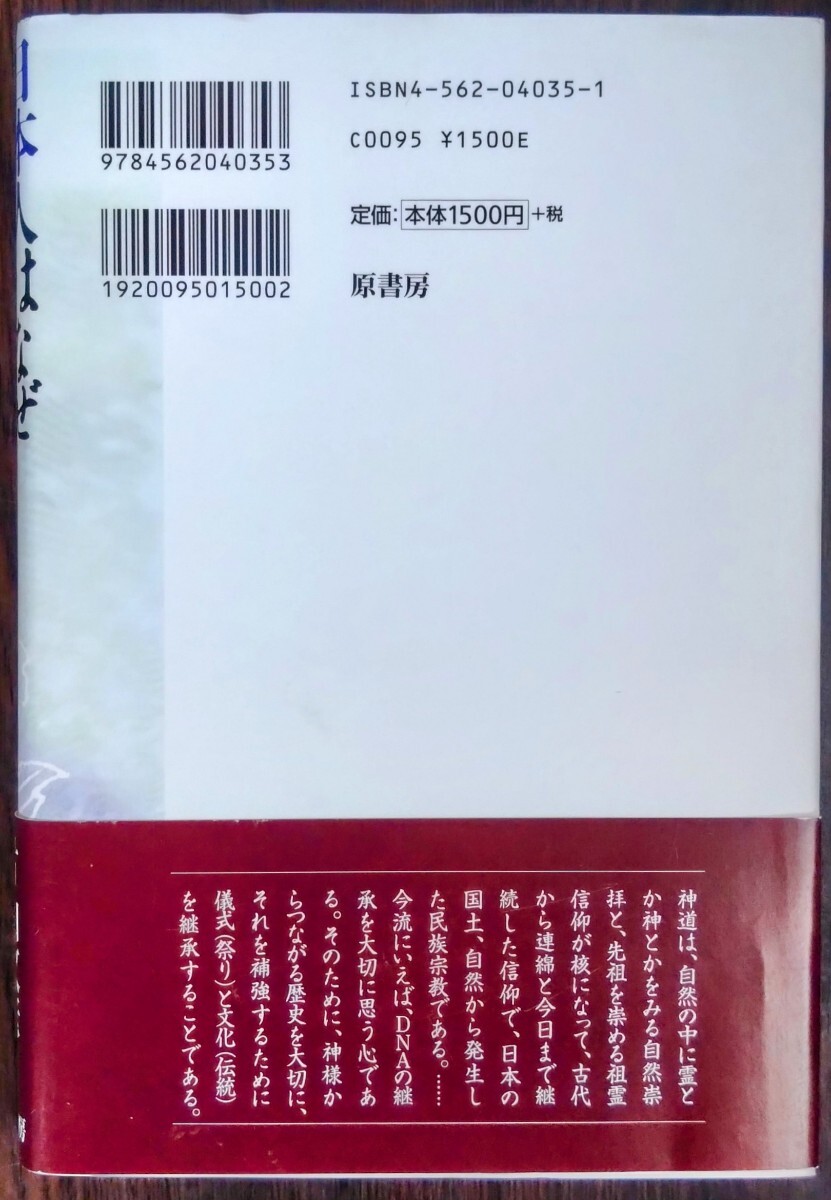 日本人はなぜ
9784562040353
1920095015002
ISBN4-562-04035-1
C0095 ¥1500E
定価:本体1500円+税
原書房
神道は、自然の中に霊と
か神とかをみる自然崇
拝と、先祖を崇める祖霊
信仰が核になって、古代
から連綿と今日まで継
続した信仰で、日本の
国土、自然から発生し
た民族宗教である。……
今流にいえば、DNAの継
承を大切に思う心であ
る。そのために、神様か
らつながる歴史を大切に、
それを補強するために
儀式(祭り)と文化(伝統)
を継承することである。
房